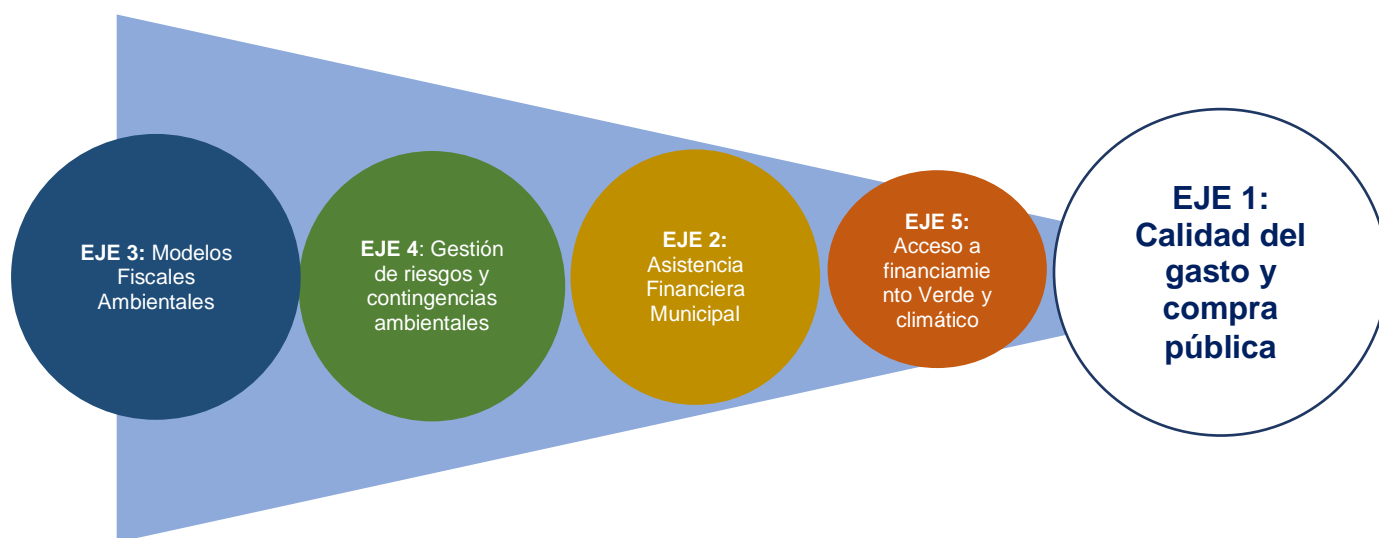 EJE 3: Modelos
Fiscales
Ambientales
EJE 4: Gestión
de riesgos y
contingencias
ambientales
EJE 2:
Asistencia
Financiera
Municipal
EJE 5:
Acceso a
financiamie
nto Verde y
climático
EJE 1:
Calidad del
gasto y
compra
pública